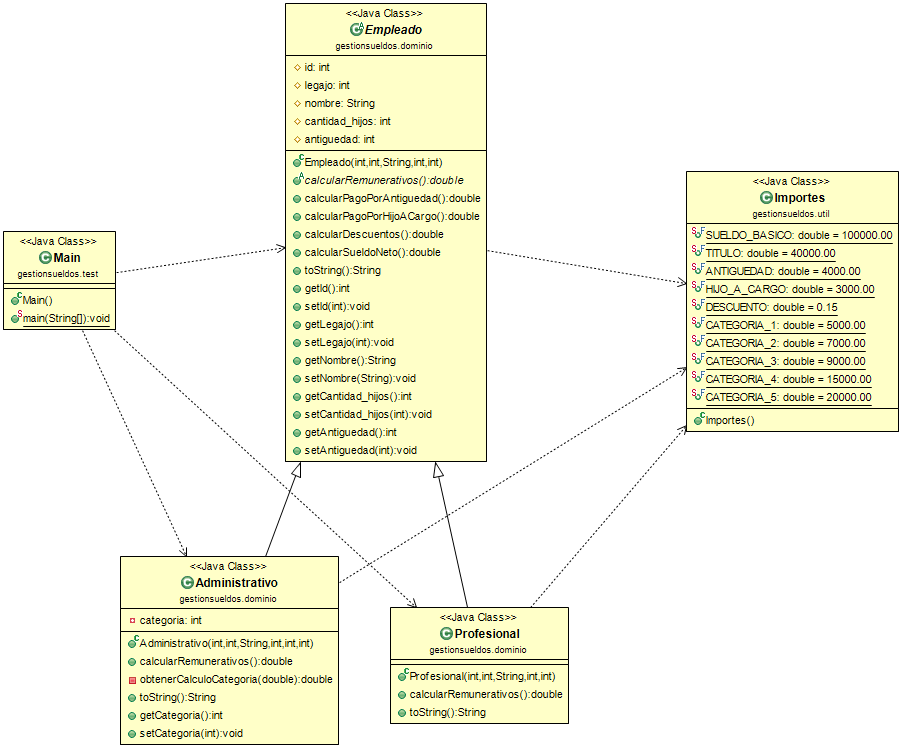 <<Java Class>>
Empleado
gestionsueldos.dominio
id: int
legajo: int
nombre: String
cantidad_hijos: int
antiguedad: int
Empleado(int,int,String,int,int)
calcularRemunerativos():double
calcularPagoPorAntiguedad():double
calcularPagoPorHijoACargo():double
calcularDescuentos():double
calcularSueldoNeto():double
toString():String
getId():int
setId(int):void
getLegajo():int
setLegajo(int):void
getNombre():String
setNombre(String):void
getCantidad_hijos():int
setCantidad_hijos(int):void
getAntiguedad():int
setAntiguedad(int):void
<<Java Class>>
Importes
gestionsueldos.util
SUELDO_BASICO: double = 100000.00
TITULO: double = 40000.00
ANTIGUEDAD: double = 4000.00
HIJO_A_CARGO: double = 3000.00
DESCUENTO: double = 0.15
CATEGORIA_1: double = 5000.00
CATEGORIA_2: double = 7000.00
CATEGORIA_3: double = 9000.00
CATEGORIA_4: double = 15000.00
CATEGORIA_5: double = 20000.00
Importes()
<<Java Class>>
Main
gestionsueldos.test
Main()
main(String[]):void
<<Java Class>>
Administrativo
gestionsueldos.dominio
categoria: int
Administrativo(int,int,String,int,int,int)
calcularRemunerativos():double
obtenerCalculoCategoria(double):double
toString():String
getCategoria():int
setCategoria(int):void
<<Java Class>>
Profesional
gestionsueldos.dominio
Profesional(int,int,String,int,int)
calcularRemunerativos():double
toString():String